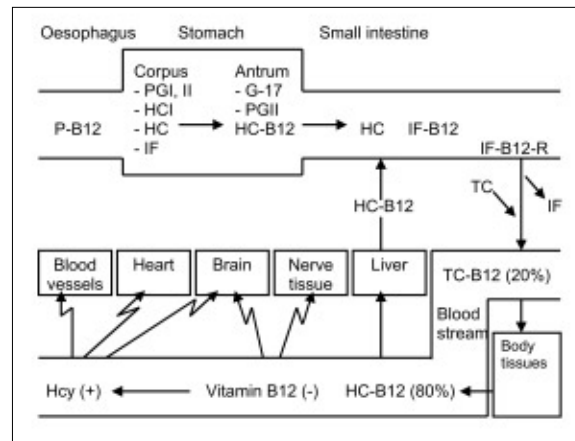 Oesophagus Stomach Small intestine
Corpus
- PGI, II
- HCI
- HC
- IF
Antrum
- G-17
- PGII
HC-B12
P-B12
HC IF-B12
IF-B12-R
TC
IF
HC-B12
Blood
vessels
Heart
Brain
Nerve
tissue
Liver
TC-B12 (20%)
Blood
stream
Body
tissues
Hcy (+) Vitamin B12 (-) HC-B12 (80%)